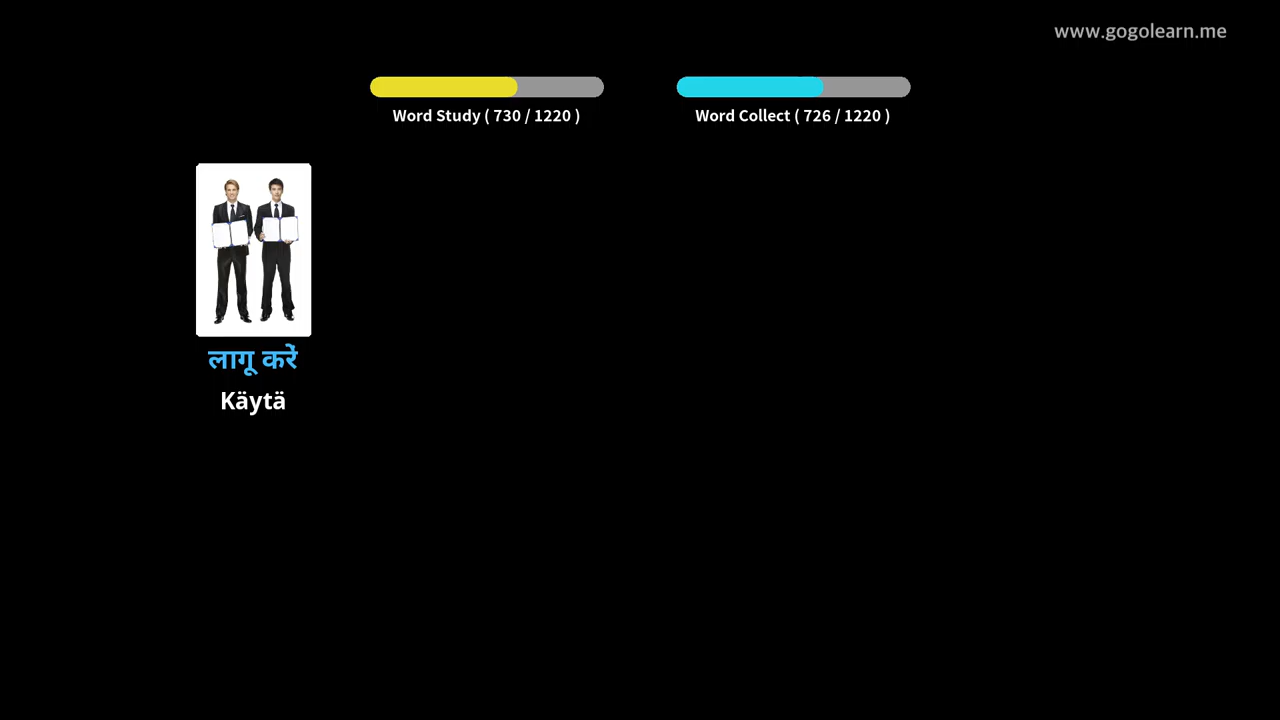 www.gogolearn.me
Word Study ( 730 / 1220 )
Word Collect ( 726 / 1220 )
लागू करें
Käytä